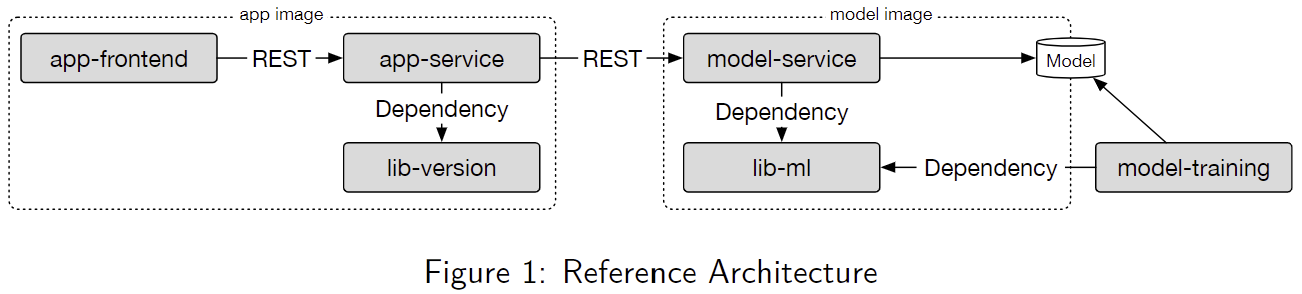 app image
model image
app-frontend
REST
app-service
REST
model-service
Model
Dependency
Dependency
lib-version
lib-ml
Dependency
model-training
Figure 1: Reference Architecture